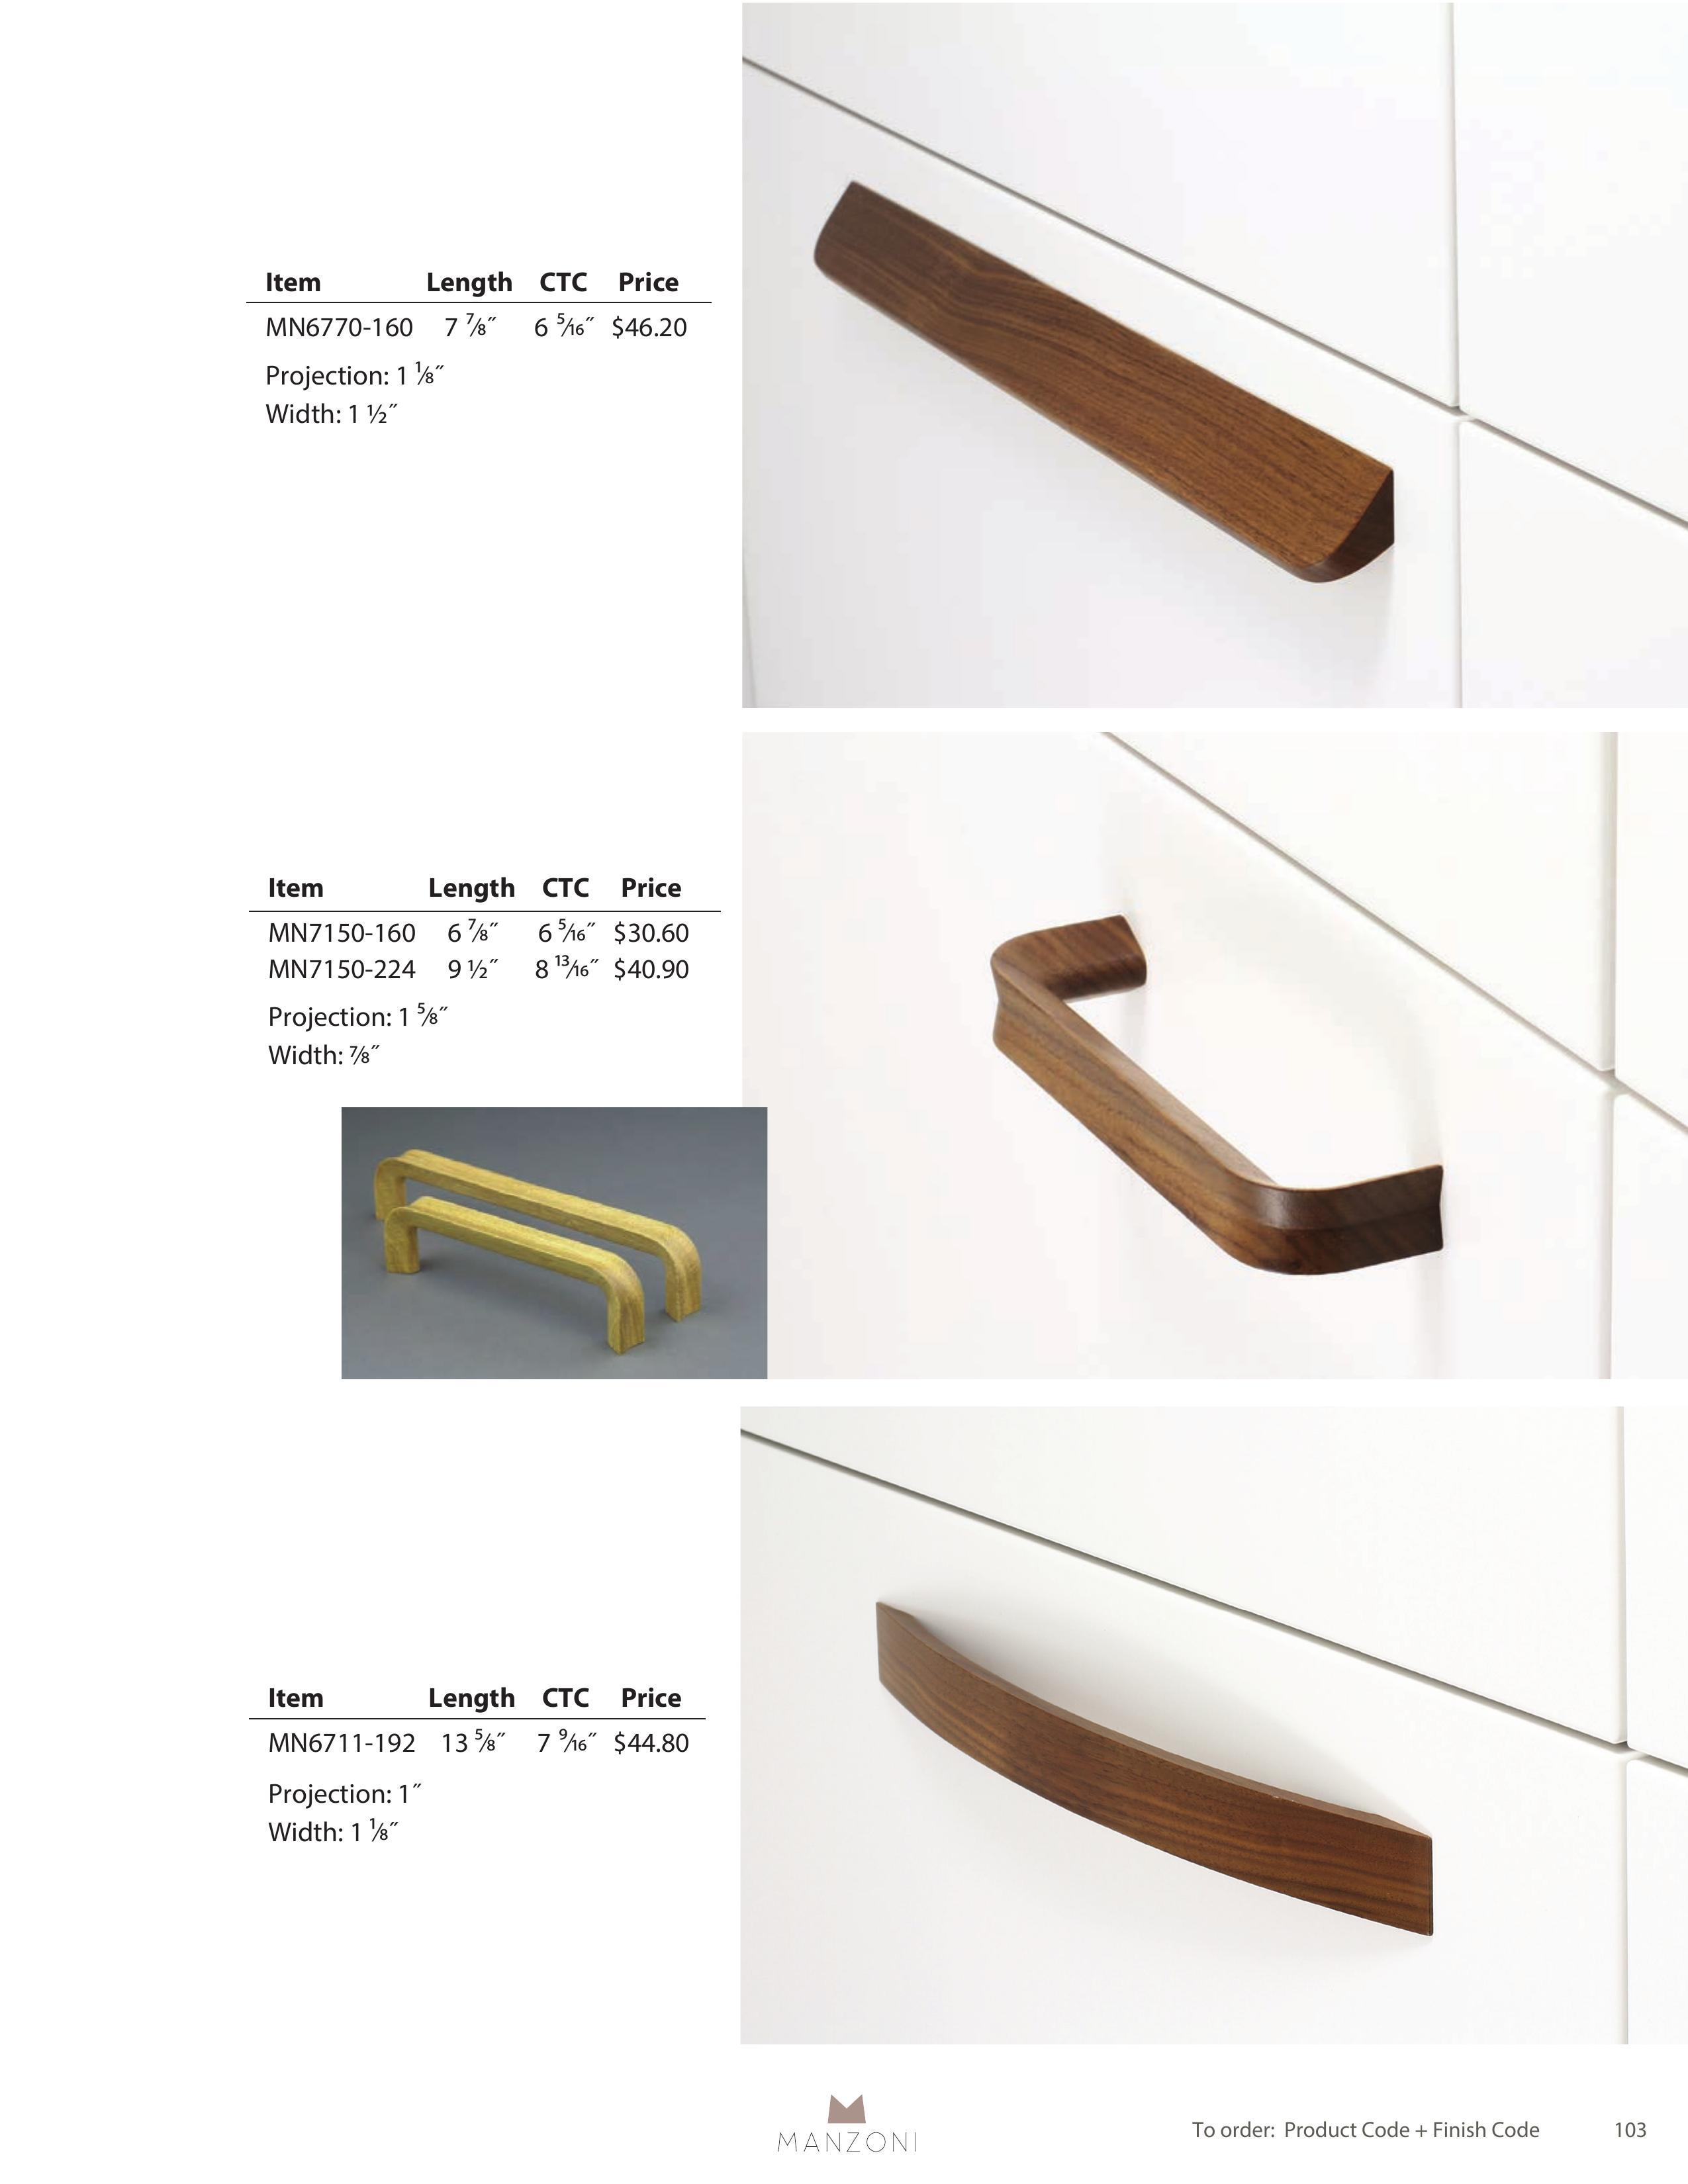 Item Length CTC Price
MN6770-160 7 ⅞″ 6 5⁄16″ $46.20
Projection: 1 ⅛″
Width: 1 ½″
Item Length CTC Price
MN7150-160 6 ⅞″ 6 5⁄16″ $30.60
MN7150-224 9 ½″ 8 13⁄16″ $40.90
Projection: 1 ⅝″
Width: ⅞″
Item Length CTC Price
MN6711-192 13 ⅝″ 7 9⁄16″ $44.80
Projection: 1″
Width: 1 ⅛″
MANZONI
To order: Product Code + Finish Code 103